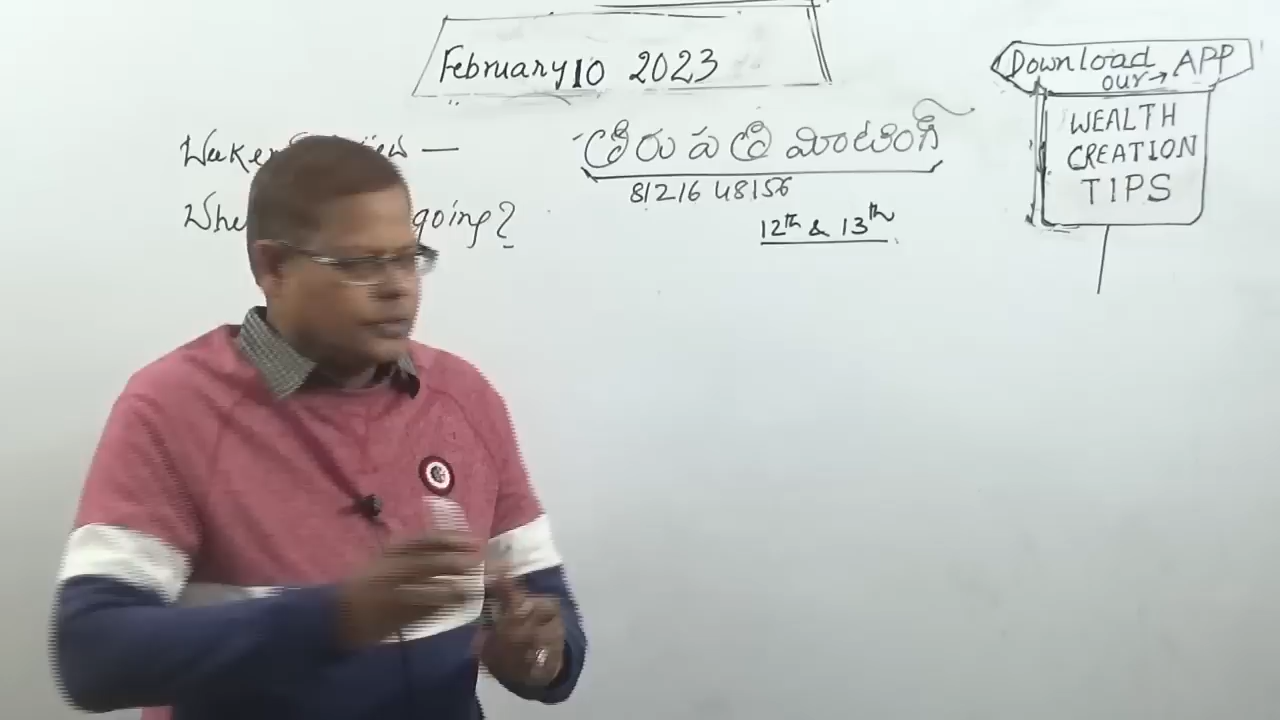 February 10 2023
going?
తిరుపతి మీటింగ్
81216 48156
12th & 13th
Download
our → APP
WEALTH
CREATION
TIPS